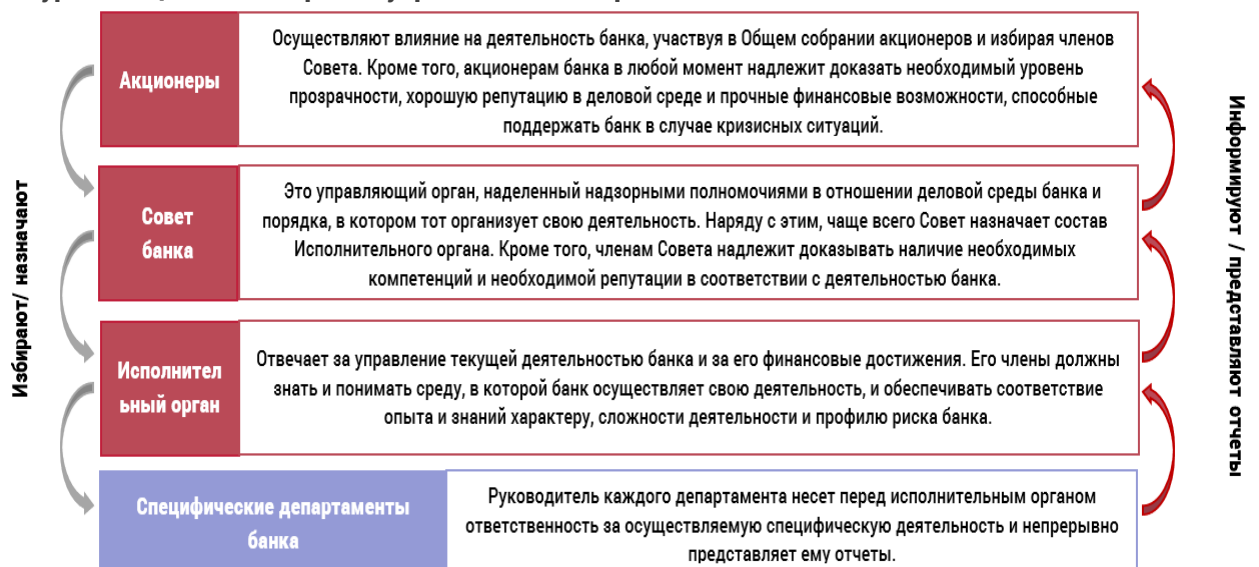 Акционеры
Осуществляют влияние на деятельность банка, участвуя в Общем собрании акционеров и избирая членов
Совета. Кроме того, акционерам банка в любой момент надлежит доказать необходимый уровень
прозрачности, хорошую репутацию в деловой среде и прочные финансовые возможности, способные
поддержать банк в случае кризисных ситуаций.
Совет
банка
Это управляющий орган, наделенный надзорными полномочиями в отношении деловой среды банка и
порядка, в котором тот организует свою деятельность. Наряду с этим, чаще всего Совет назначает состав
Исполнительного органа. Кроме того, членам Совета надлежит доказывать наличие необходимых
компетенций и необходимой репутации в соответствии с деятельностью банка.
Исполнител
ьный орган
Отвечает за управление текущей деятельностью банка и за его финансовые достижения. Его члены должны
знать и понимать среду, в которой банк осуществляет свою деятельность, и обеспечивать соответствие
опыта и знаний характеру, сложности деятельности и профилю риска банка.
Специфические департаменты
банка
Руководитель каждого департамента несет перед исполнительным органом
ответственность за осуществляемую специфическую деятельность и непрерывно
представляет ему отчеты.
Избирают/ назначают
Информируют / представляют отчеты